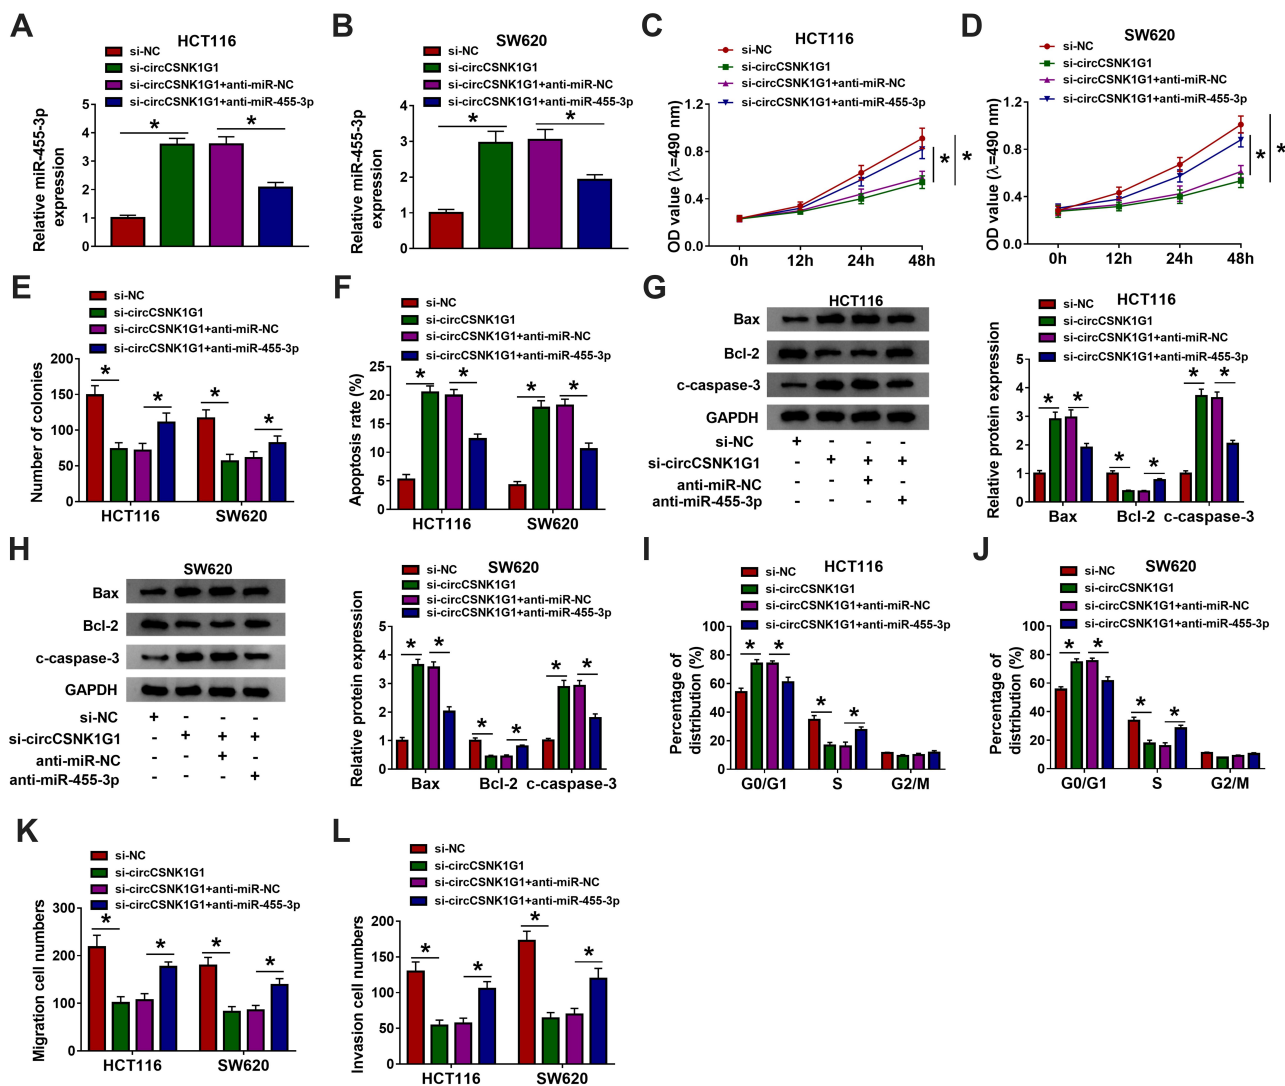 A
HCT116
si-NC
si-circCSNK1G1
si-circCSNK1G1+anti-miR-NC
si-circCSNK1G1+anti-miR-455-3p
Relative miR-455-3p
expression
5
4
3
2
1
0
*
*
B
SW620
si-NC
si-circCSNK1G1
si-circCSNK1G1+anti-miR-NC
si-circCSNK1G1+anti-miR-455-3p
Relative miR-455-3p
expression
4
3
2
1
0
*
*
C
HCT116
si-NC
si-circCSNK1G1
si-circCSNK1G1+anti-miR-NC
si-circCSNK1G1+anti-miR-455-3p
OD value (λ=490 nm)
1.2
0.8
0.4
0.0
0h 12h 24h 48h
* *
D
SW620
si-NC
si-circCSNK1G1
si-circCSNK1G1+anti-miR-NC
si-circCSNK1G1+anti-miR-455-3p
OD value (λ=490 nm)
1.2
0.8
0.4
0.0
0h 12h 24h 48h
* *
E
si-NC
si-circCSNK1G1
si-circCSNK1G1+anti-miR-NC
si-circCSNK1G1+anti-miR-455-3p
Number of colonies
200
150
100
50
0
* * * *
HCT116 SW620
F
si-NC
si-circCSNK1G1
si-circCSNK1G1+anti-miR-NC
si-circCSNK1G1+anti-miR-455-3p
Apoptosis rate (%)
25
20
15
10
5
0
* * * *
HCT116 SW620
G
HCT116
Bax
Bcl-2
c-caspase-3
GAPDH
si-NC + - - -
si-circCSNK1G1 - + + +
anti-miR-NC - - + -
anti-miR-455-3p - - - +
HCT116
si-NC
si-circCSNK1G1
si-circCSNK1G1+anti-miR-NC
si-circCSNK1G1+anti-miR-455-3p
Relative protein expression
5
4
3
2
1
0
* * * * * *
Bax Bcl-2 c-caspase-3
H
SW620
Bax
Bcl-2
c-caspase-3
GAPDH
si-NC + - - -
si-circCSNK1G1 - + + +
anti-miR-NC - - + -
anti-miR-455-3p - - - +
SW620
si-NC
si-circCSNK1G1
si-circCSNK1G1+anti-miR-NC
si-circCSNK1G1+anti-miR-455-3p
Relative protein expression
5
4
3
2
1
0
* * * * * *
Bax Bcl-2 c-caspase-3
I
HCT116
si-NC
si-circCSNK1G1
si-circCSNK1G1+anti-miR-NC
si-circCSNK1G1+anti-miR-455-3p
Percentage of
distribution (%)
100
80
60
40
20
0
* * * *
G0/G1 S G2/M
J
SW620
si-NC
si-circCSNK1G1
si-circCSNK1G1+anti-miR-NC
si-circCSNK1G1+anti-miR-455-3p
Percentage of
distribution (%)
100
80
60
40
20
0
* * * *
G0/G1 S G2/M
K
si-NC
si-circCSNK1G1
si-circCSNK1G1+anti-miR-NC
si-circCSNK1G1+anti-miR-455-3p
Migration cell numbers
300
200
100
0
* * * *
HCT116 SW620
L
si-NC
si-circCSNK1G1
si-circCSNK1G1+anti-miR-NC
si-circCSNK1G1+anti-miR-455-3p
Invasion cell numbers
200
150
100
50
0
* * * *
HCT116 SW620